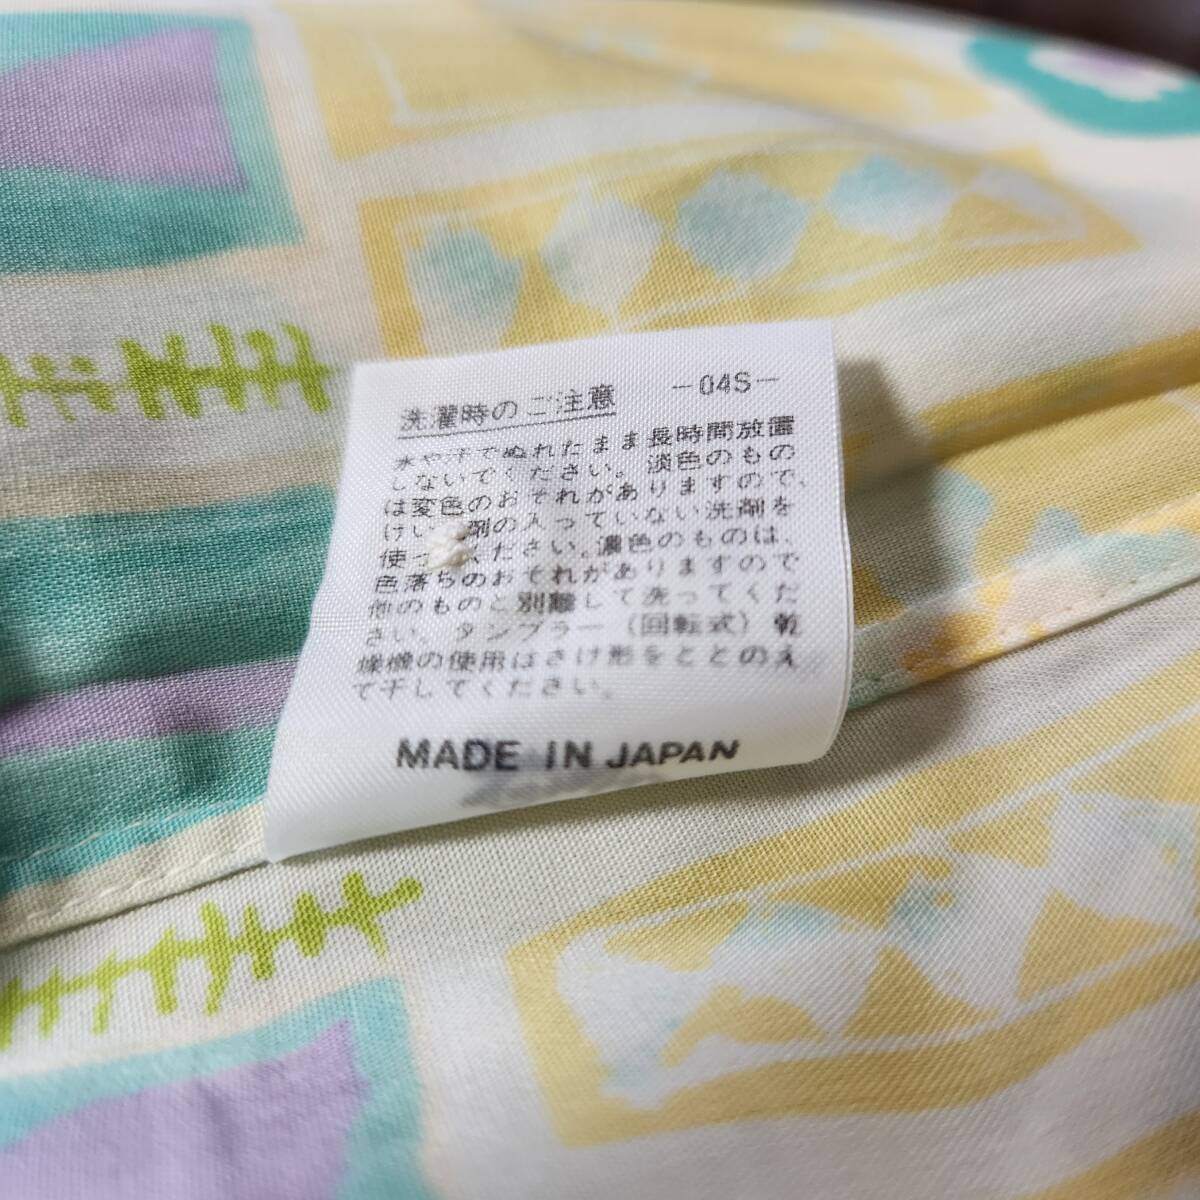 洗濯時のご注意 −04S−
水や汗でぬれたまま長時間放置
しないでください。淡色のもの
は変色のおそれがありますので、
けい 剤の入っていない洗剤を
使っ ください。濃色のものは、
色落ちのおそれがありますので
他のものと別離して洗ってくだ
さい。タンブラー（回転式）乾
燥機の使用はさけ形をととのえ
て干してください。
MADE IN JAPAN